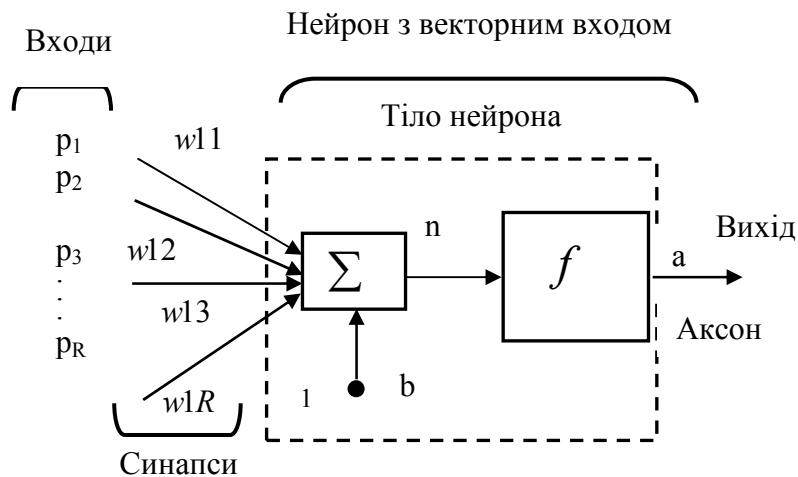 Нейрон з векторним входом
Входи
Тіло нейрона
p1
w11
p2
n
Вихід
p3
w12
Σ
f
a
w13
Аксон
pR
1
b
w1R
Синапси